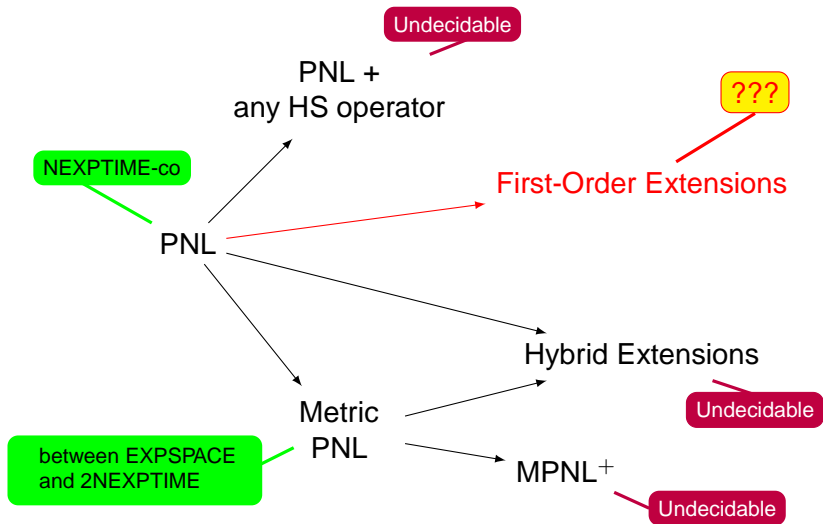 Undecidable
PNL +
any HS operator
???
NEXPTIME-co
First-Order Extensions
PNL
Hybrid Extensions
Undecidable
Metric
PNL
between EXPSPACE
and 2NEXPTIME
MPNL⁺
Undecidable